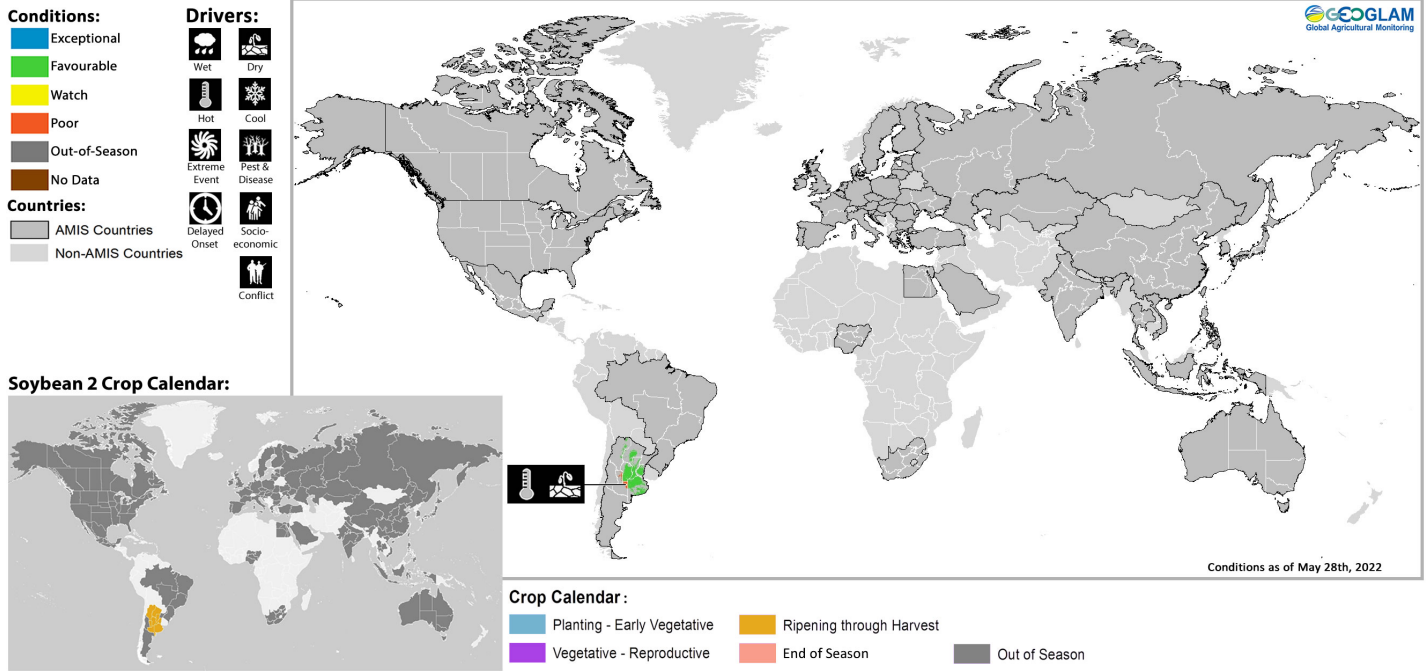 Conditions:
Exceptional
Favourable
Watch
Poor
Out-of-Season
No Data
Countries:
AMIS Countries
Non-AMIS Countries
Drivers:
Wet
Dry
Hot
Cool
Extreme
Event
Pest &
Disease
Delayed
Onset
Socio-
economic
Conflict
GEOGLAM
Global Agricultural Monitoring
Soybean 2 Crop Calendar:
Conditions as of May 28th, 2022
Crop Calendar :
Planting - Early Vegetative
Vegetative - Reproductive
Ripening through Harvest
End of Season
Out of Season